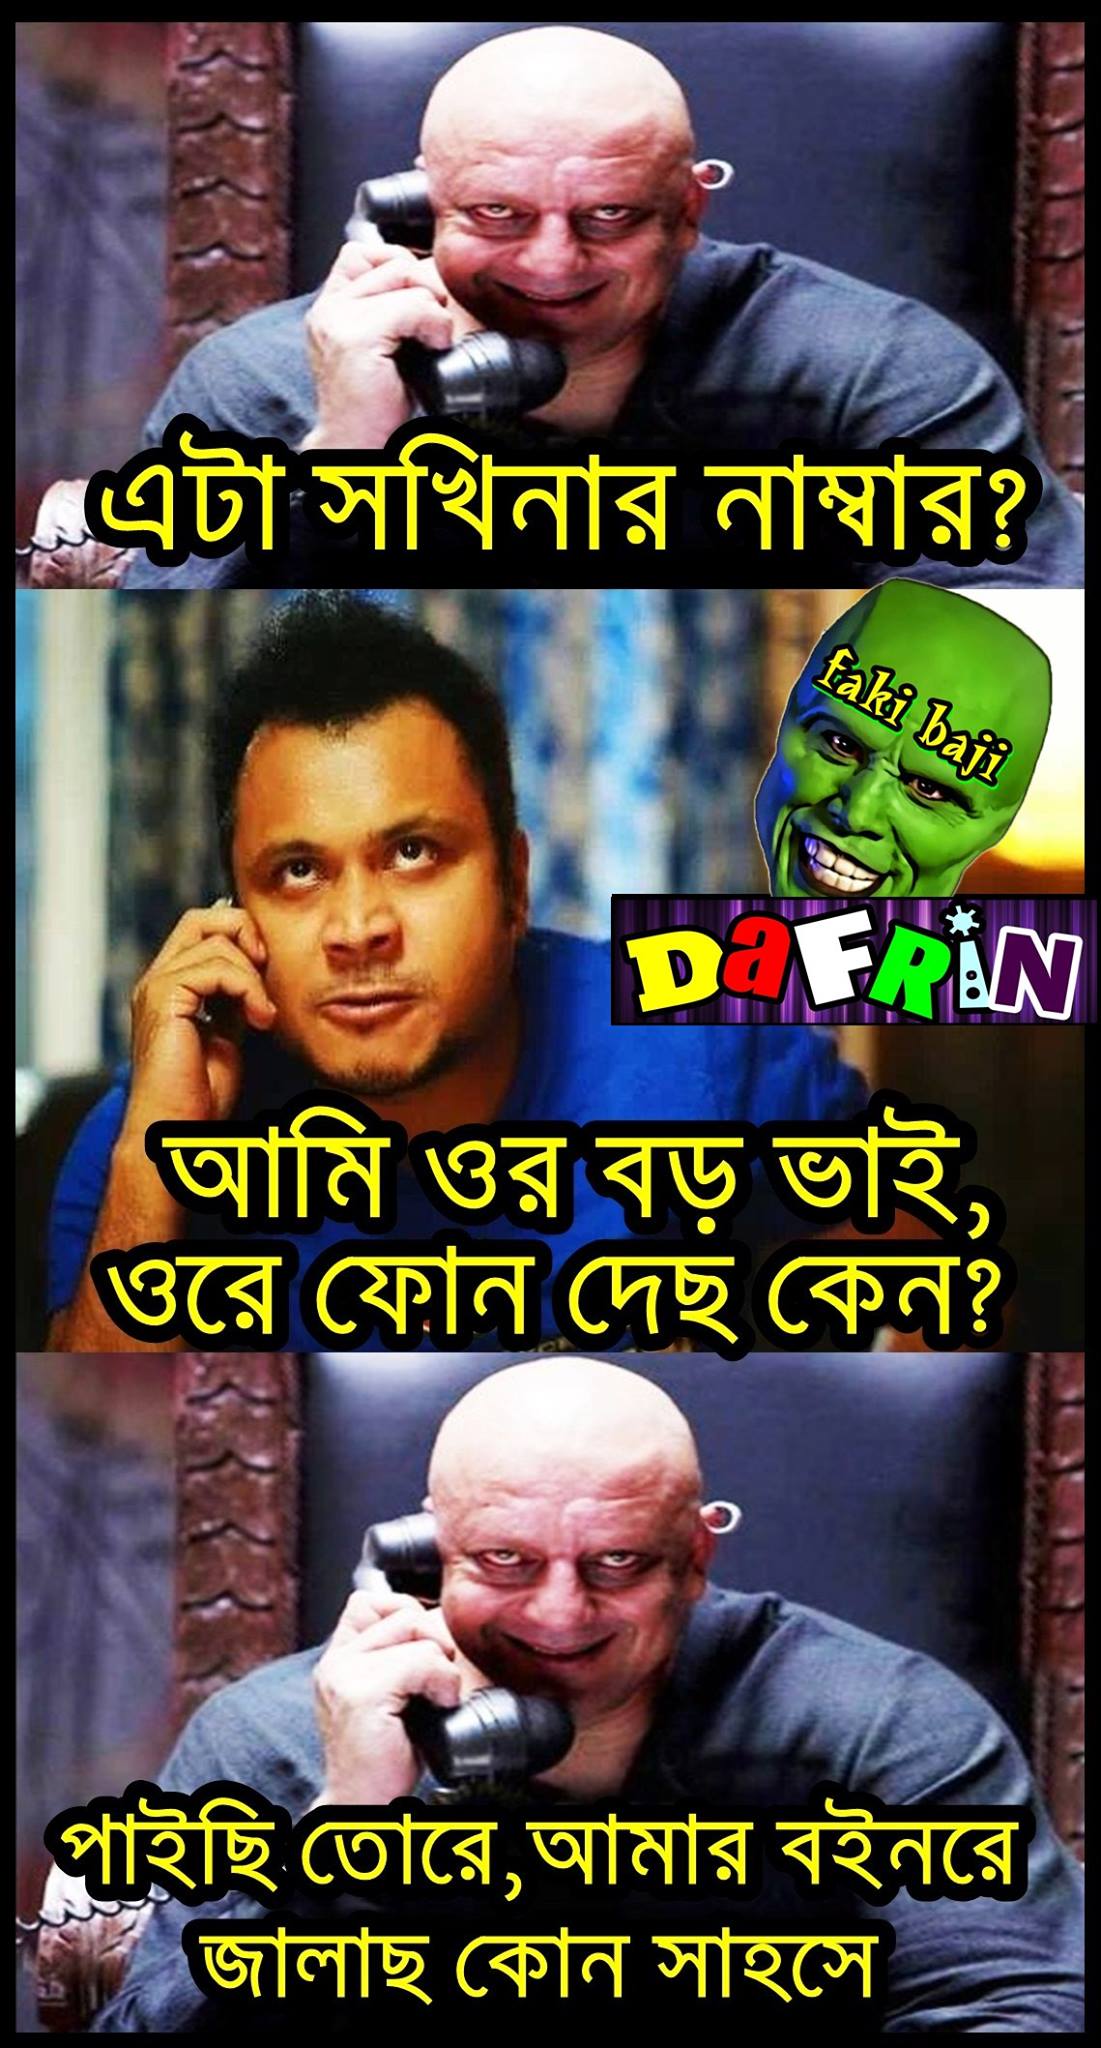 এটা সখিনার নাম্বার?
faki baji
DaFRiN
আমি ওর বড় ভাই,
ওরে ফোন দেছ কেন?
পাইছি তোরে,আমার বইনরে
জালাছ কোন সাহসে